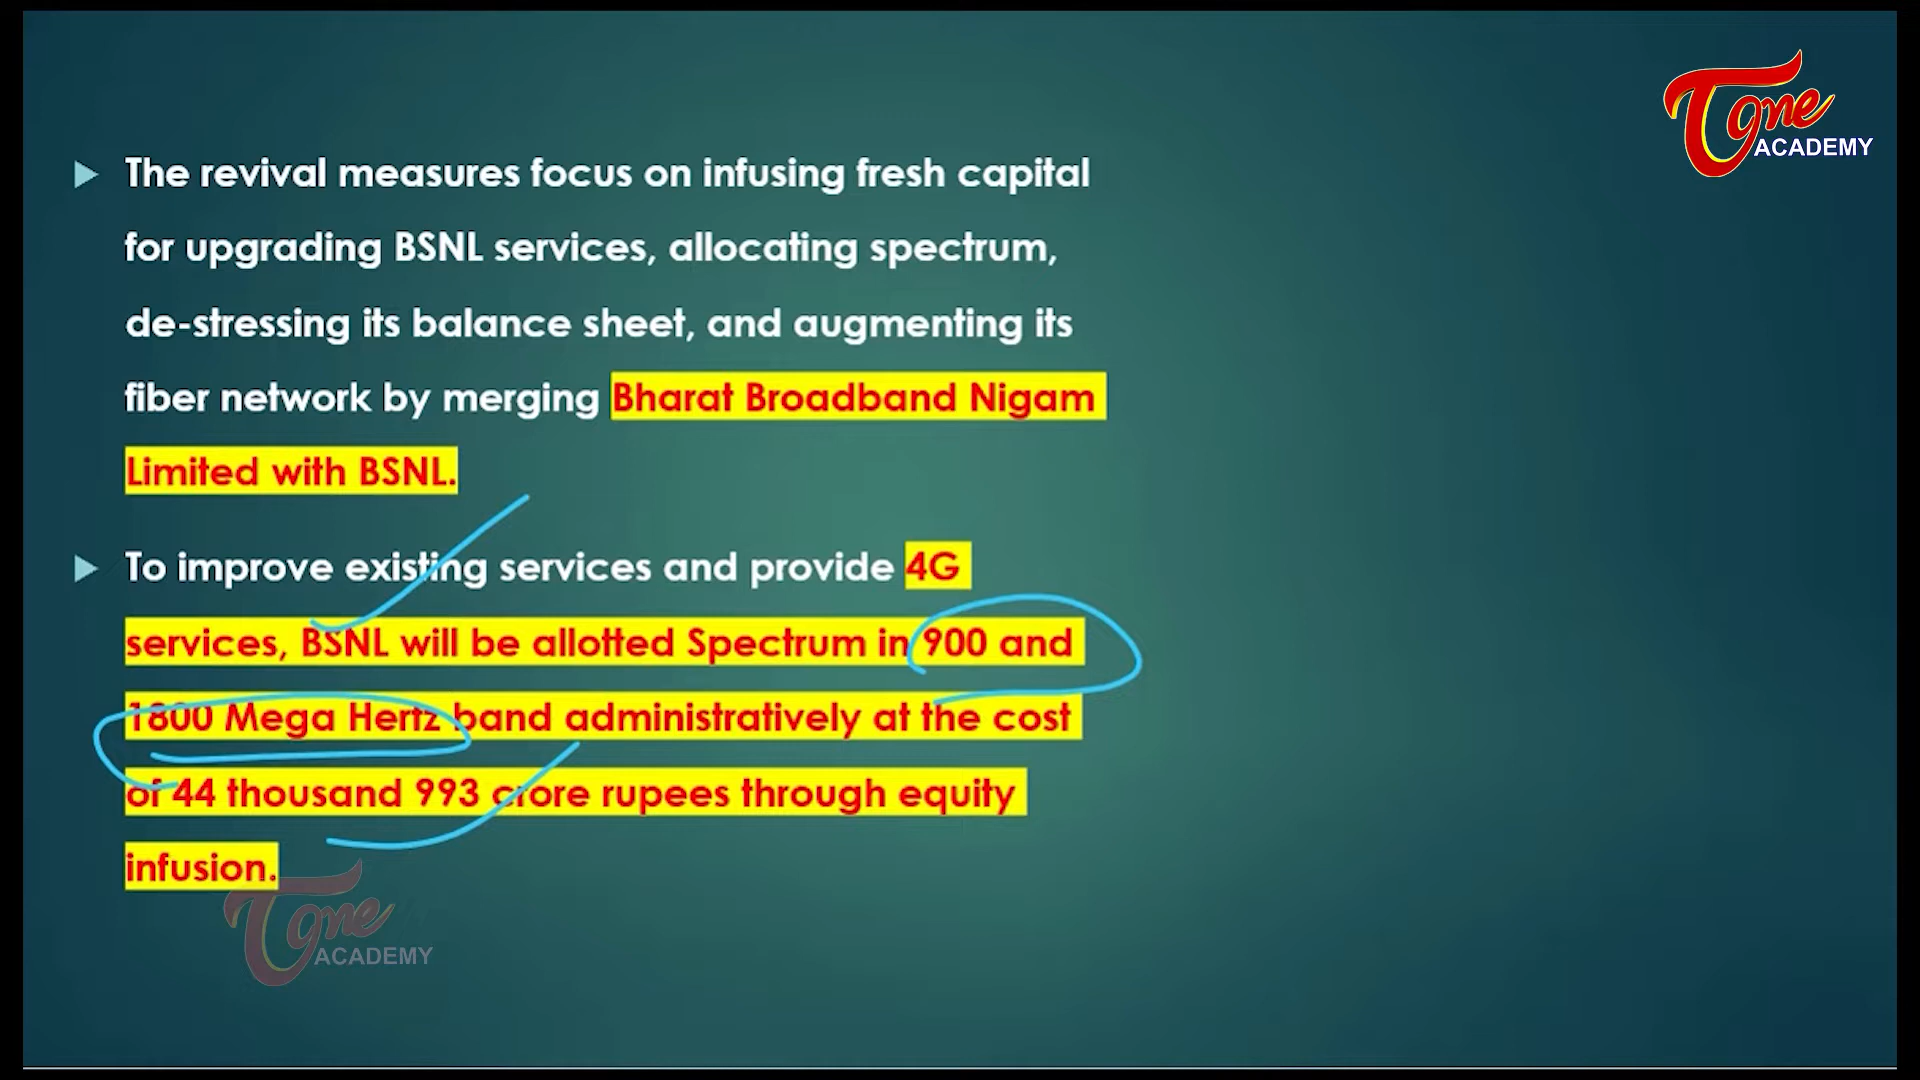 Tone
ACADEMY
The revival measures focus on infusing fresh capital
for upgrading BSNL services, allocating spectrum,
de-stressing its balance sheet, and augmenting its
fiber network by merging Bharat Broadband Nigam
Limited with BSNL.
To improve existing services and provide 4G
services, BSNL will be allotted Spectrum in 900 and
1800 Mega Hertz band administratively at the cost
of 44 thousand 993 crore rupees through equity
infusion.
Tone
ACADEMY